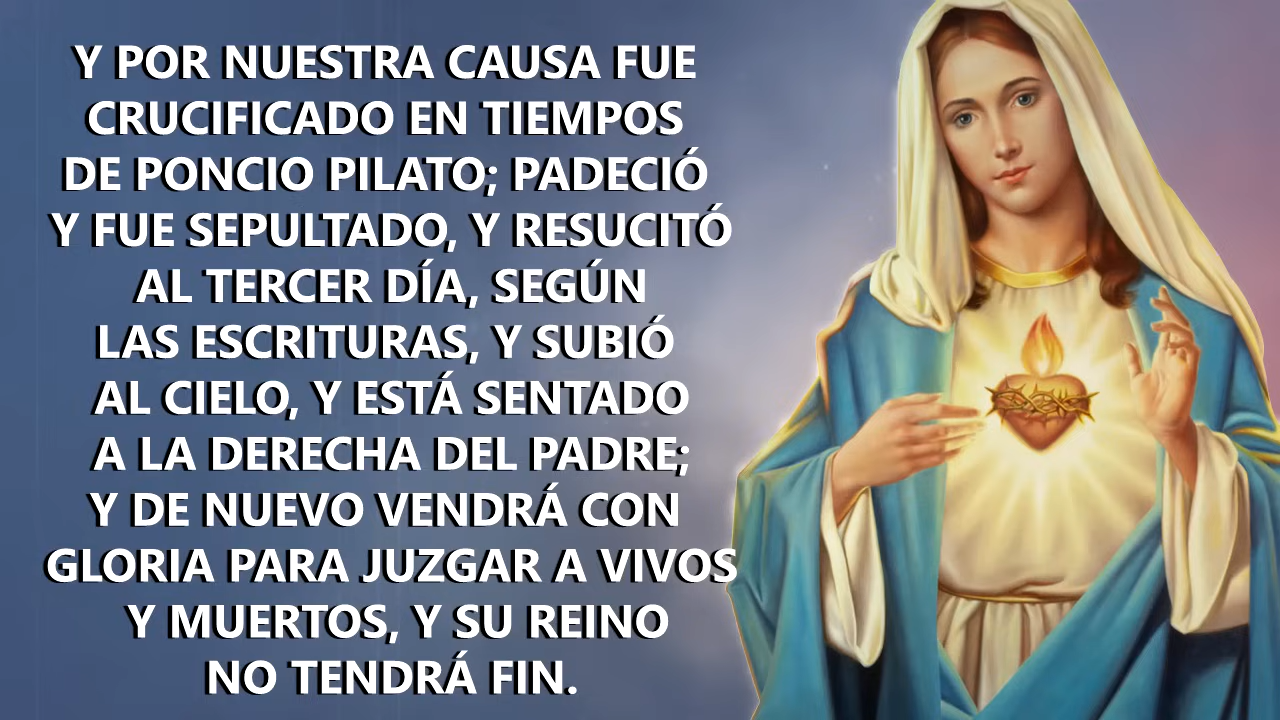 Y POR NUESTRA CAUSA FUE
CRUCIFICADO EN TIEMPOS
DE PONCIO PILATO; PADECIÓ
Y FUE SEPULTADO, Y RESUCITÓ
AL TERCER DÍA, SEGÚN
LAS ESCRITURAS, Y SUBIÓ
AL CIELO, Y ESTÁ SENTADO
A LA DERECHA DEL PADRE;
Y DE NUEVO VENDRÁ CON
GLORIA PARA JUZGAR A VIVOS
Y MUERTOS, Y SU REINO
NO TENDRÁ FIN.